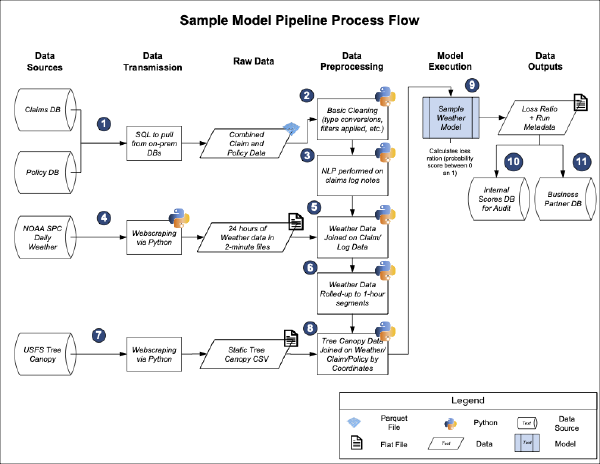 Sample Model Pipeline Process Flow
Data
Sources
Data
Transmission
Raw Data
Data
Preprocessing
Model
Execution
Data
Outputs
Claims DB
Policy DB
1
SQL to pull
from on-prem
DBs
Combined
Claim and
Policy Data
2
Basic Cleaning
(type conversions,
filters applied, etc.)
3
NLP performed on
claims log notes
NOAA SPC
Daily
Weather
4
Webscraping
via Python
24 hours of
Weather data in
2-minute files
5
Weather Data
Joined on Claim/
Log Data
6
Weather Data
Rolled-up to 1-hour
segments
USFS Tree
Canopy
7
Webscraping
via Python
Static Tree
Canopy CSV
8
Tree Canopy Data
Joined on Weather/
Claim/Policy by
Coordinates
9
Sample
Weather
Model
Calculates loss
ration (probability
score between 0
an 1)
Loss Ratio
+ Run
Metadata
10
Internal
Scores DB
for Audit
11
Business
Partner DB
Legend
Parquet
File
Python
Text
Data
Source
Flat File
Text
Data
Text
Model